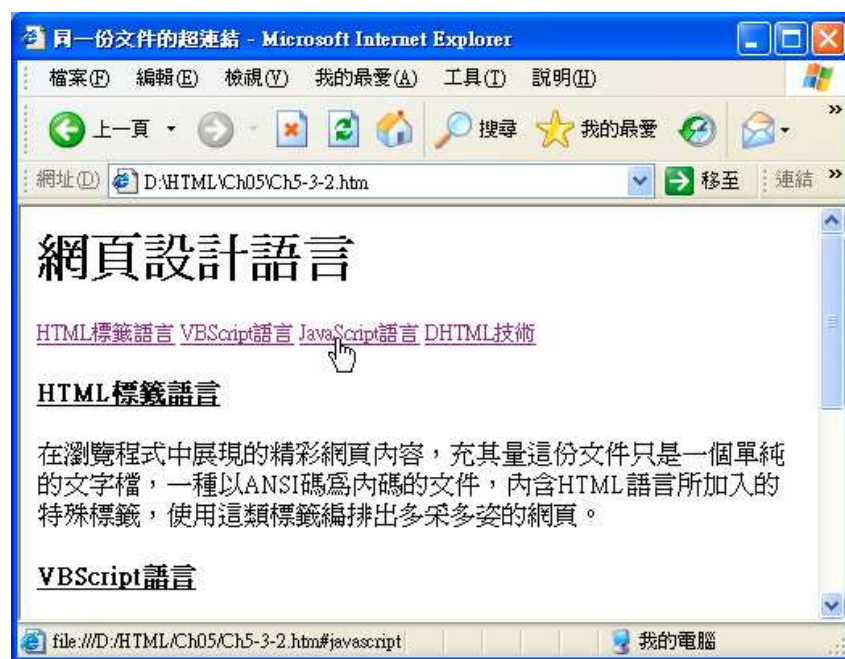 同一份文件的超連結 - Microsoft Internet Explorer
檔案(F) 編輯(E) 檢視(V) 我的最愛(A) 工具(T) 說明(H)
上一頁 搜尋 我的最愛 »
網址(D) D:\HTML\Ch05\Ch5-3-2.htm 移至 連結 »
網頁設計語言
HTML標籤語言 VBScript語言 JavaScript語言 DHTML技術
HTML標籤語言
在瀏覽程式中展現的精彩網頁內容，充其量這份文件只是一個單純
的文字檔，一種以ANSI碼為內碼的文件，內含HTML語言所加入的
特殊標籤，使用這類標籤編排出多采多姿的網頁。
VBScript語言
file:///D:/HTML/Ch05/Ch5-3-2.htm#javascript 我的電腦